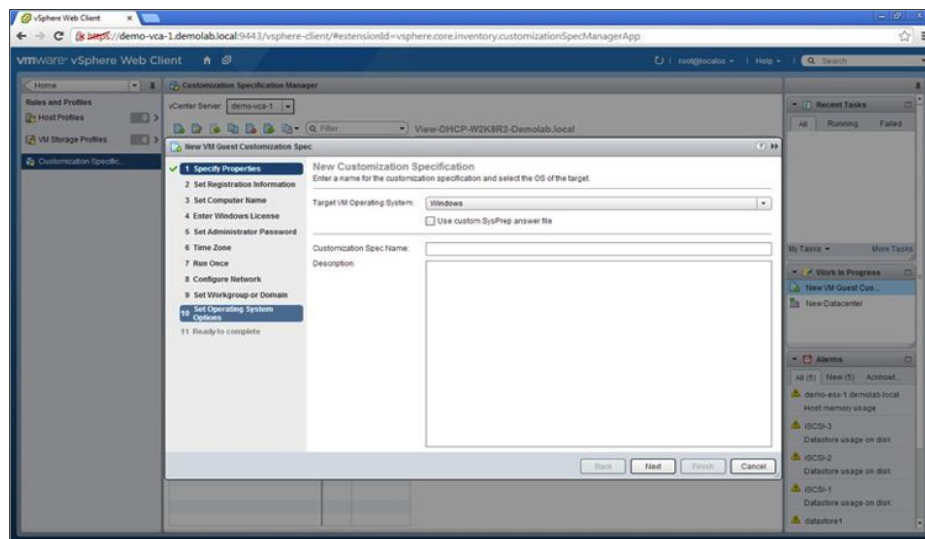 vSphere Web Client
https://demo-vca-1.demolab.local:9443/vsphere-client/#extensionId=vsphere.core.inventory.customizationSpecManagerApp
vmware vSphere Web Client
root@localos
Help
Search
Home
Rules and Profiles
Host Profiles
VM Storage Profiles
Customization Specific...
Customization Specification Manager
vCenter Server: demo-vca-1
Filter
View-DHCP-W2K8R2-Demolab.local
New VM Guest Customization Spec
1 Specify Properties
2 Set Registration Information
3 Set Computer Name
4 Enter Windows License
5 Set Administrator Password
6 Time Zone
7 Run Once
8 Configure Network
9 Set Workgroup or Domain
10 Set Operating System
Options
11 Ready to complete
New Customization Specification
Enter a name for the customization specification and select the OS of the target.
Target VM Operating System: Windows
Use custom SysPrep answer file
Customization Spec Name:
Description:
Back Next Finish Cancel
Recent Tasks
All Running Failed
My Tasks More Tasks
Work In Progress
New VM Guest Cus...
New Datacenter
Alarms
All (5) New (5) Acknowl...
demo-esx-1.demolab.local
Host memory usage
iSCSI-3
Datastore usage on disk
iSCSI-2
Datastore usage on disk
iSCSI-1
Datastore usage on disk
datastore1